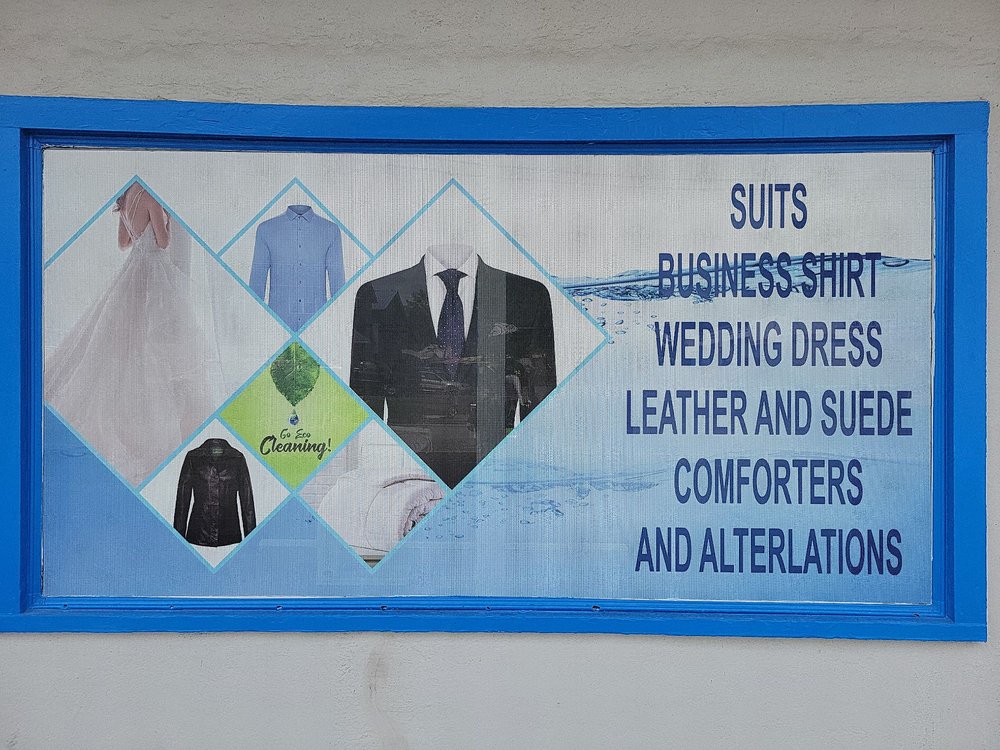 Go Eco
Cleaning!
SUITS
BUSINESS SHIRT
WEDDING DRESS
LEATHER AND SUEDE
COMFORTERS
AND ALTERLATIONS